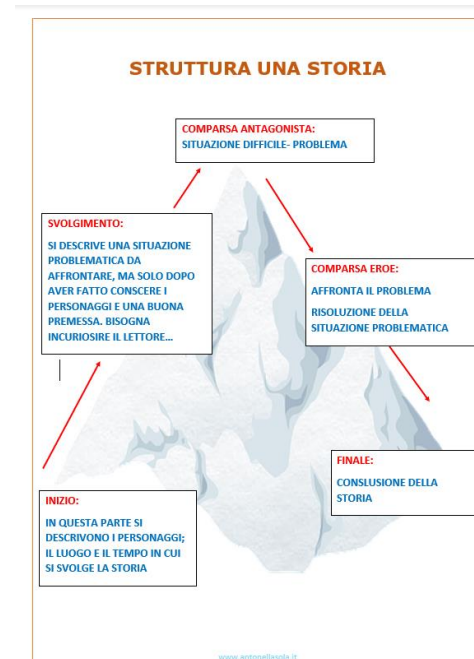 STRUTTURA UNA STORIA
COMPARSA ANTAGONISTA:
SITUAZIONE DIFFICILE- PROBLEMA
SVOLGIMENTO:
SI DESCRIVE UNA SITUAZIONE
PROBLEMATICA DA
AFFRONTARE, MA SOLO DOPO
AVER FATTO CONSCERE I
PERSONAGGI E UNA BUONA
PREMESSA. BISOGNA
INCURIOSIRE IL LETTORE...
COMPARSA EROE:
AFFRONTA IL PROBLEMA
RISOLUZIONE DELLA
SITUAZIONE PROBLEMATICA
FINALE:
CONSLUSIONE DELLA
STORIA
INIZIO:
IN QUESTA PARTE SI
DESCRIVONO I PERSONAGGI;
IL LUOGO E IL TEMPO IN CUI
SI SVOLGE LA STORIA
www.antonellasola.it